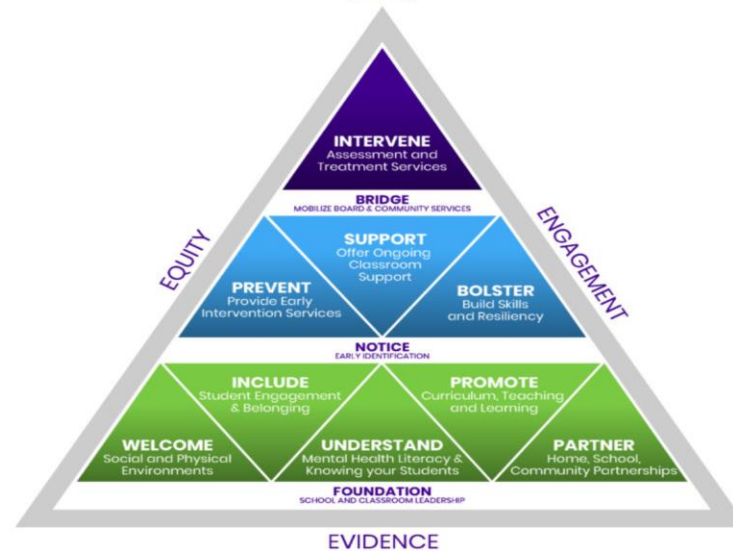 INTERVENE
Assessment and
Treatment Services
BRIDGE
MOBILIZE BOARD & COMMUNITY SERVICES
EQUITY
ENGAGEMENT
SUPPORT
Offer Ongoing
Classroom
Support
PREVENT
Provide Early
Intervention Services
BOLSTER
Build Skills
and Resiliency
NOTICE
EARLY IDENTIFICATION
INCLUDE
Student Engagement
& Belonging
PROMOTE
Curriculum, Teaching
and Learning
WELCOME
Social and Physical
Environments
UNDERSTAND
Mental Health Literacy &
Knowing your Students
PARTNER
Home, School,
Community Partnerships
FOUNDATION
SCHOOL AND CLASSROOM LEADERSHIP
EVIDENCE